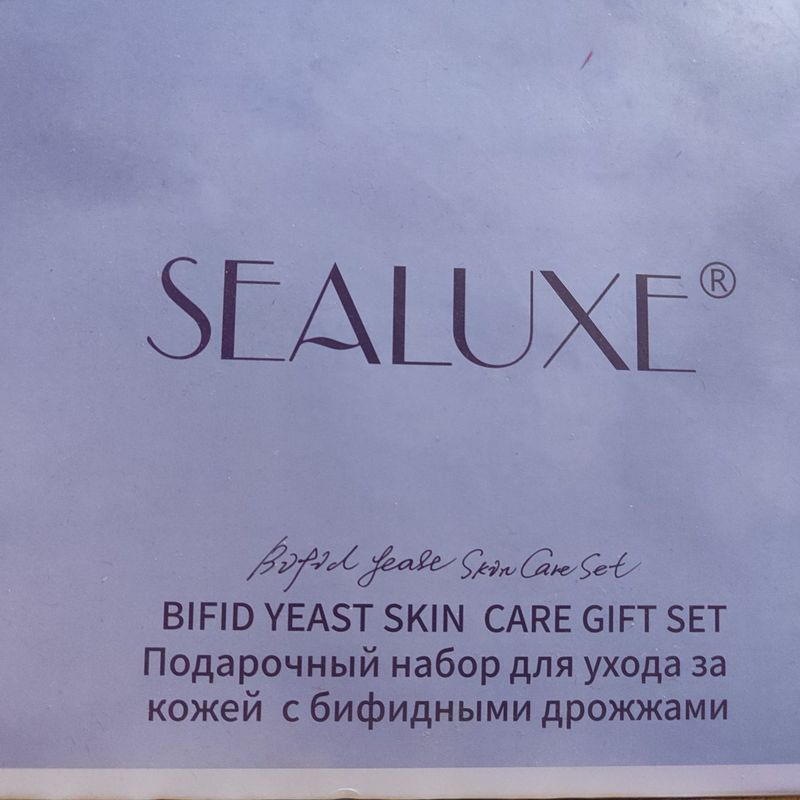 SEALUXE®
Bifid Yease Skin Care Set
BIFID YEAST SKIN CARE GIFT SET
Подарочный набор для ухода за
кожей с бифидными дрожжами